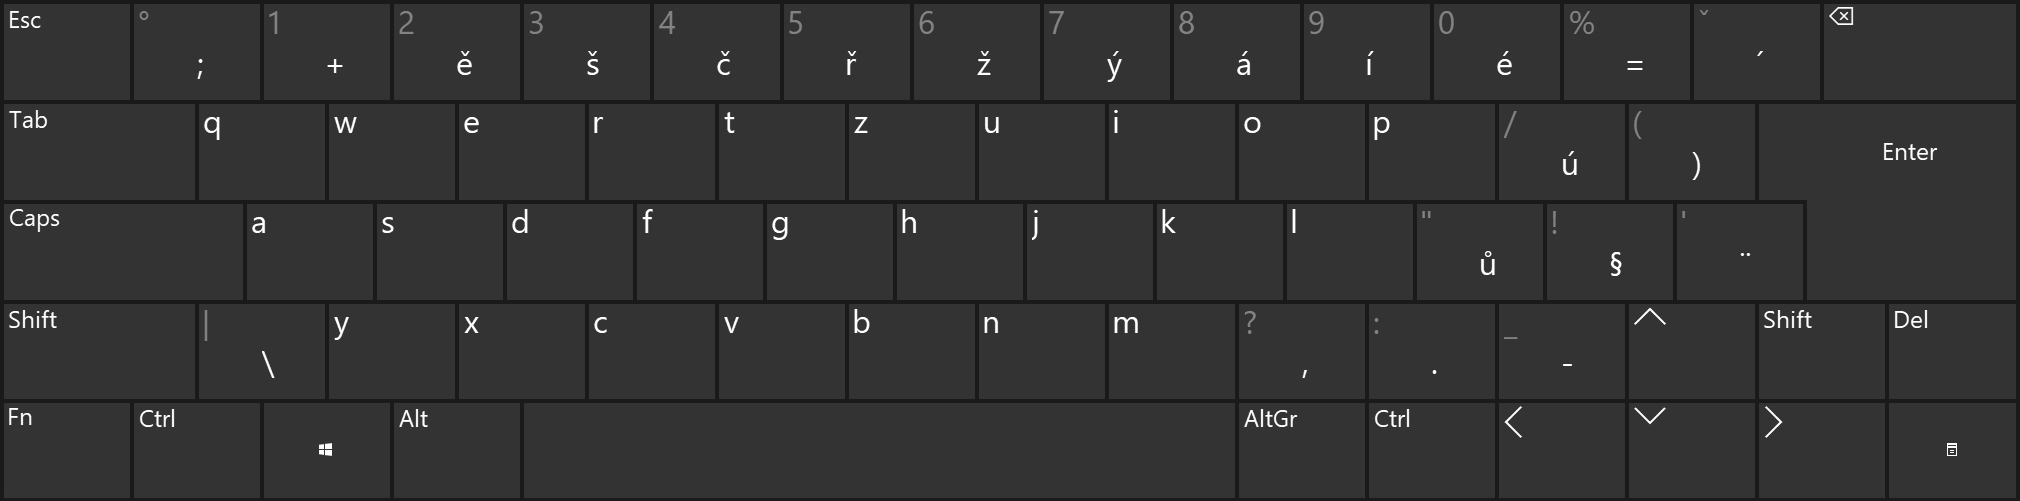 Esc ° ; 1 + 2 ě 3 š 4 č 5 ř 6 ž 7 ý 8 á 9 í 0 é % = ˇ ´
Tab q w e r t z u i o p / ú ( ) Enter
Caps a s d f g h j k l " ů ! § ' ¨
Shift | \ y x c v b n m ? , : . _ - Shift Del
Fn Ctrl Alt AltGr Ctrl